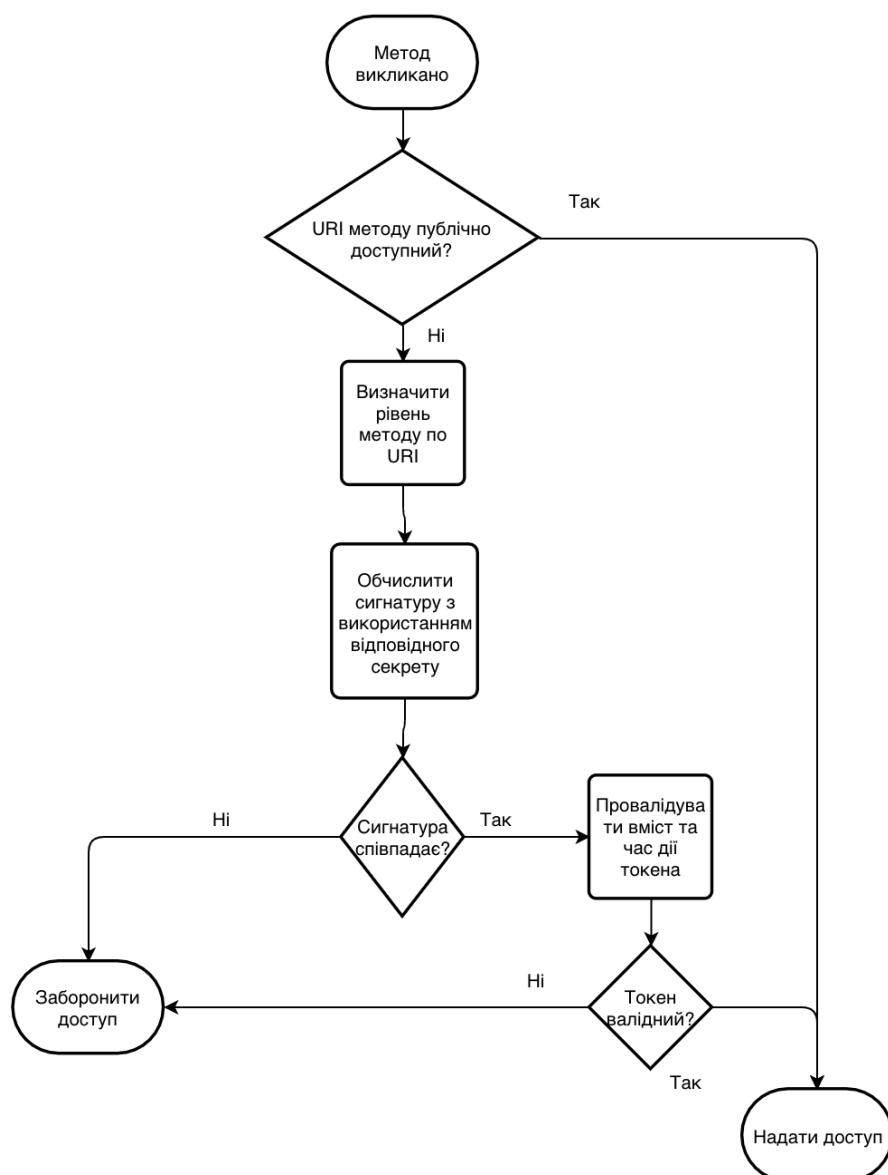 Метод
викликано
Так
URI методу публічно
доступний?
Ні
Визначити
рівень
методу по
URI
Обчислити
сигнатуру з
використанням
відповідного
секрету
Ні
Сигнатура
співпадає?
Так
Провалідува
ти вміст та
час дії
токена
Заборонити
доступ
Ні
Токен
валідний?
Так
Надати доступ